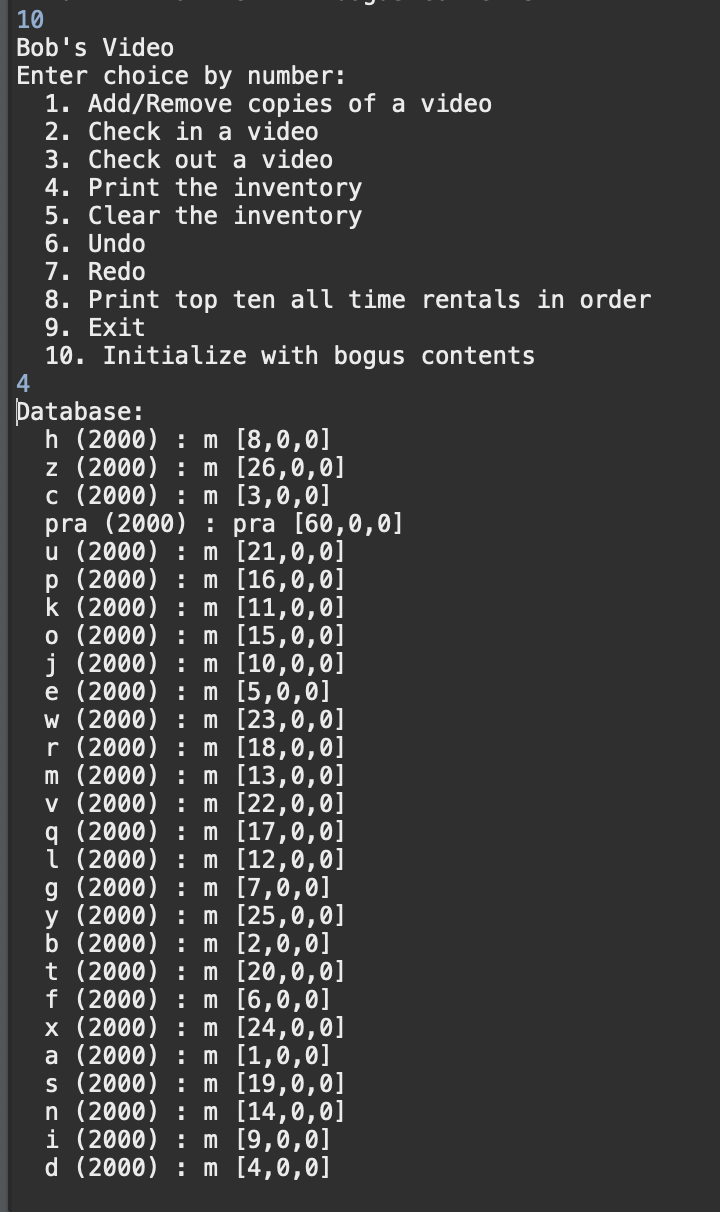 10
Bob's Video
Enter choice by number:
  1. Add/Remove copies of a video
  2. Check in a video
  3. Check out a video
  4. Print the inventory
  5. Clear the inventory
  6. Undo
  7. Redo
  8. Print top ten all time rentals in order
  9. Exit
  10. Initialize with bogus contents
4
Database:
  h (2000) : m [8,0,0]
  z (2000) : m [26,0,0]
  c (2000) : m [3,0,0]
  pra (2000) : pra [60,0,0]
  u (2000) : m [21,0,0]
  p (2000) : m [16,0,0]
  k (2000) : m [11,0,0]
  o (2000) : m [15,0,0]
  j (2000) : m [10,0,0]
  e (2000) : m [5,0,0]
  w (2000) : m [23,0,0]
  r (2000) : m [18,0,0]
  m (2000) : m [13,0,0]
  v (2000) : m [22,0,0]
  q (2000) : m [17,0,0]
  l (2000) : m [12,0,0]
  g (2000) : m [7,0,0]
  y (2000) : m [25,0,0]
  b (2000) : m [2,0,0]
  t (2000) : m [20,0,0]
  f (2000) : m [6,0,0]
  x (2000) : m [24,0,0]
  a (2000) : m [1,0,0]
  s (2000) : m [19,0,0]
  n (2000) : m [14,0,0]
  i (2000) : m [9,0,0]
  d (2000) : m [4,0,0]